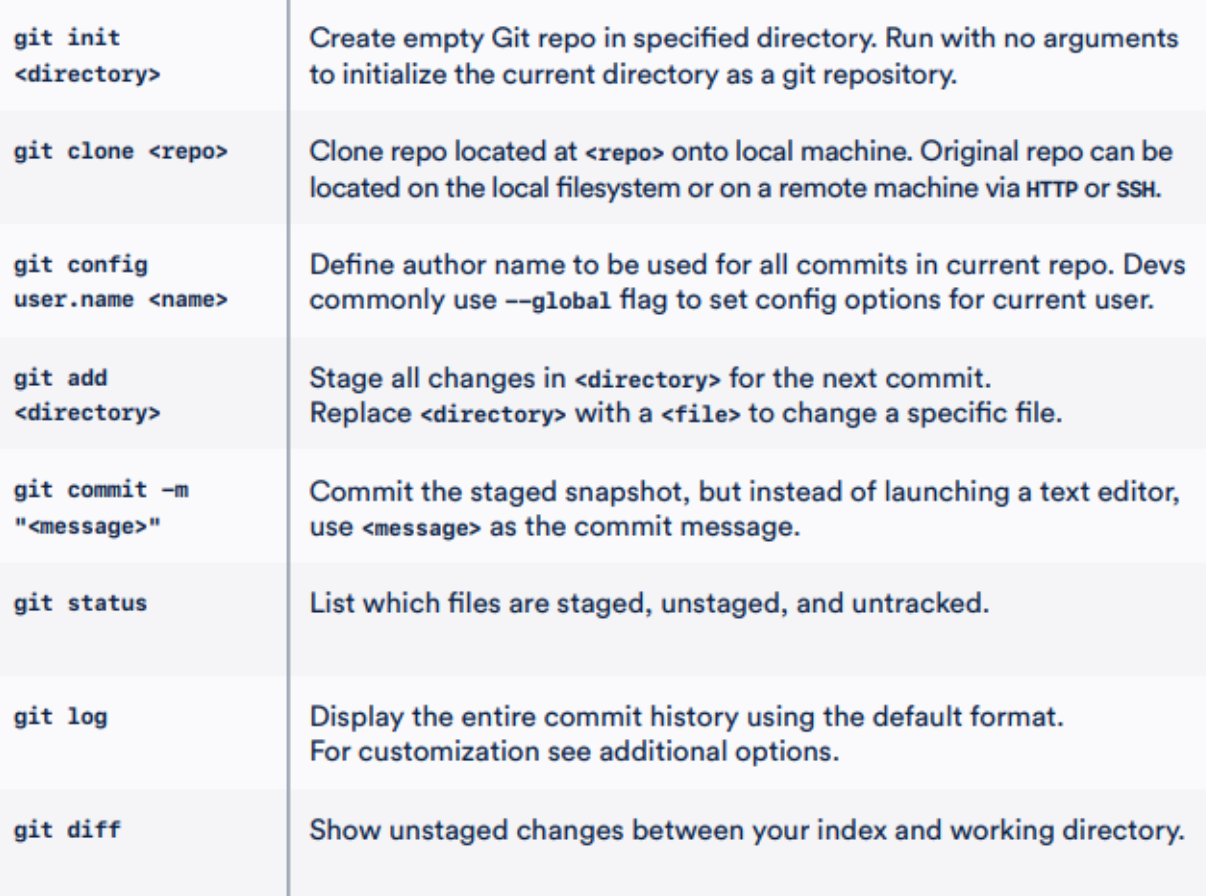 git init
<directory>
Create empty Git repo in specified directory. Run with no arguments
to initialize the current directory as a git repository.
git clone <repo>
Clone repo located at <repo> onto local machine. Original repo can be
located on the local filesystem or on a remote machine via HTTP or SSH.
git config
user.name <name>
Define author name to be used for all commits in current repo. Devs
commonly use --global flag to set config options for current user.
git add
<directory>
Stage all changes in <directory> for the next commit.
Replace <directory> with a <file> to change a specific file.
git commit -m
"<message>"
Commit the staged snapshot, but instead of launching a text editor,
use <message> as the commit message.
git status
List which files are staged, unstaged, and untracked.
git log
Display the entire commit history using the default format.
For customization see additional options.
git diff
Show unstaged changes between your index and working directory.